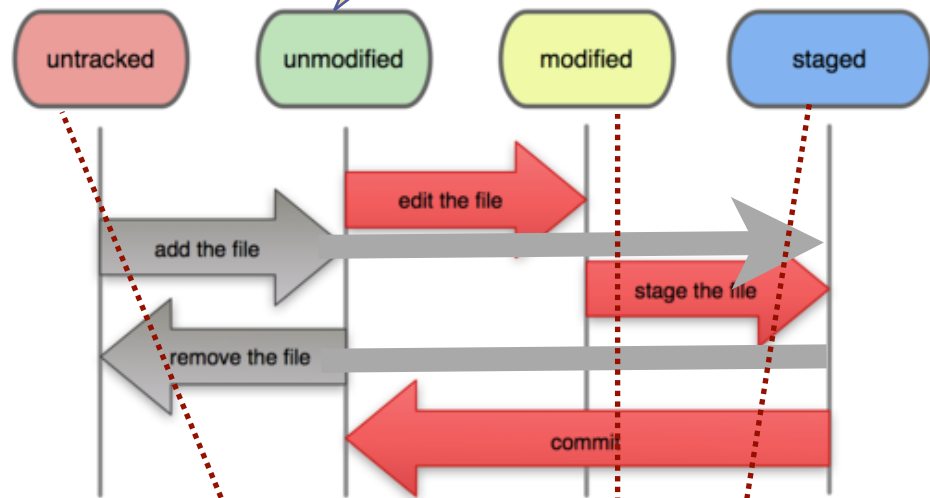 untracked
unmodified
modified
staged
edit the file
add the file
stage the file
remove the file
commit